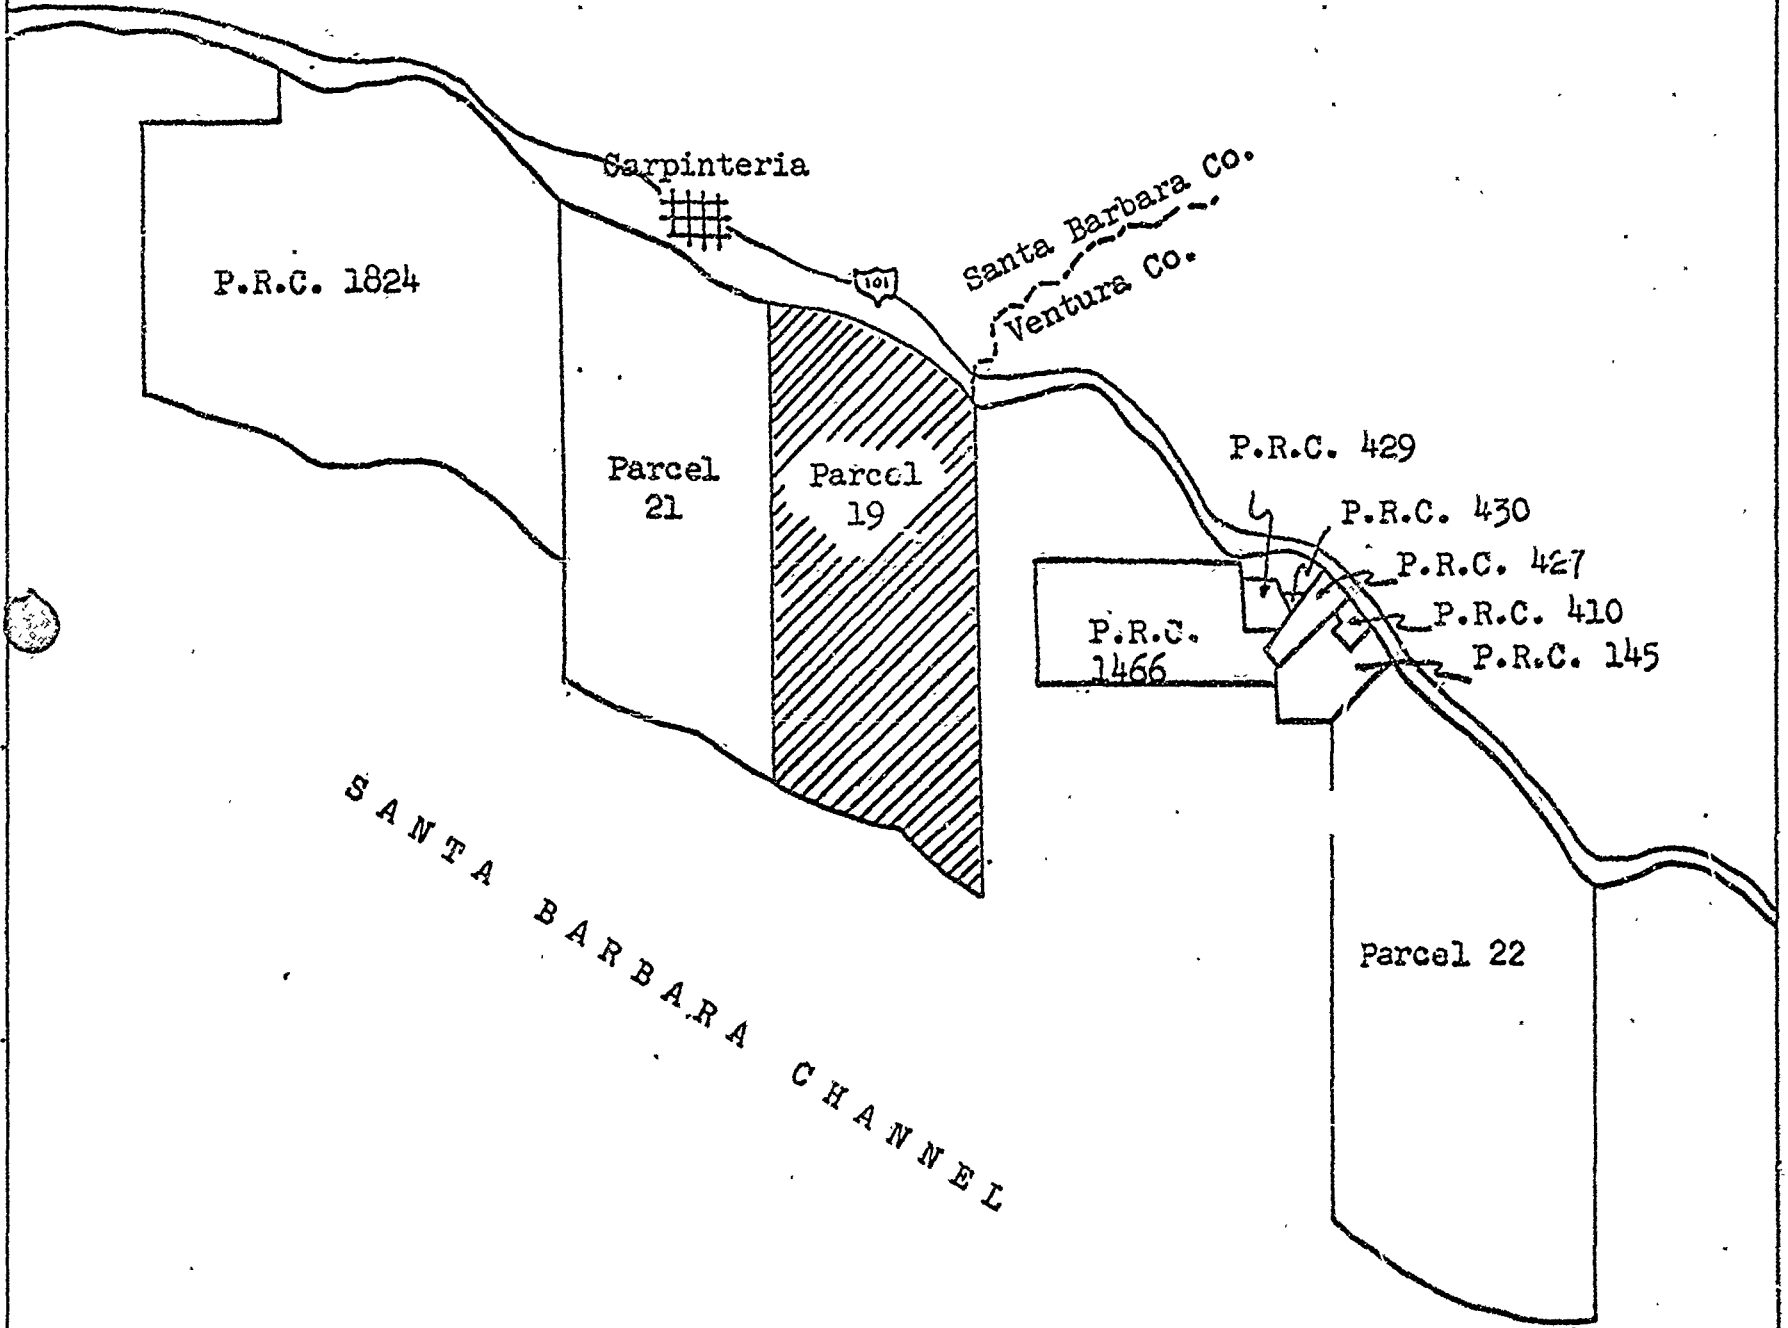 Carpinteria
Santa Barbara Co.
Ventura Co.
101
P.R.C. 1824
Parcel
21
Parcel
19
P.R.C. 429
P.R.C. 430
P.R.C. 427
P.R.C. 410
P.R.C. 145
P.R.C.
1466
SANTA BARBARA CHANNEL
Parcel 22